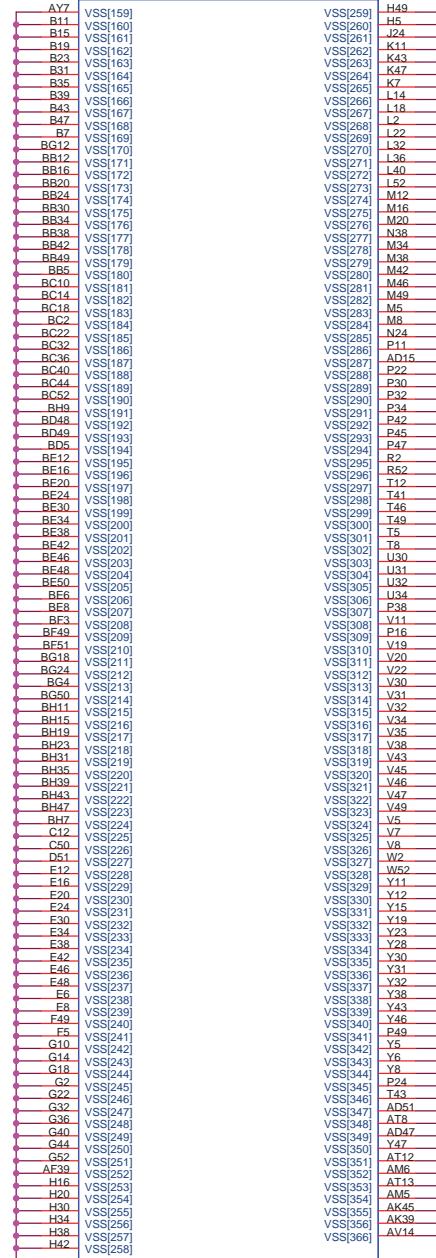 AY7 VSS[159] VSS[259] H49
B11 VSS[160] VSS[260] H5
B15 VSS[161] VSS[261] J24
B19 VSS[162] VSS[262] K11
B23 VSS[163] VSS[263] K43
B31 VSS[164] VSS[264] K47
B35 VSS[165] VSS[265] K7
B39 VSS[166] VSS[266] L14
B43 VSS[167] VSS[267] L18
B47 VSS[168] VSS[268] L2
B7 VSS[169] VSS[269] L22
BG12 VSS[170] VSS[270] L32
BB12 VSS[171] VSS[271] L36
BB16 VSS[172] VSS[272] L40
BB20 VSS[173] VSS[273] L52
BB24 VSS[174] VSS[274] M12
BB30 VSS[175] VSS[275] M16
BB34 VSS[176] VSS[276] M20
BB38 VSS[177] VSS[277] N38
BB42 VSS[178] VSS[278] M34
BB49 VSS[179] VSS[279] M38
BB5 VSS[180] VSS[280] M42
BC10 VSS[181] VSS[281] M46
BC14 VSS[182] VSS[282] M49
BC18 VSS[183] VSS[283] M5
BC2 VSS[184] VSS[284] M8
BC22 VSS[185] VSS[285] N24
BC32 VSS[186] VSS[286] P11
BC36 VSS[187] VSS[287] AD15
BC40 VSS[188] VSS[288] P22
BC44 VSS[189] VSS[289] P30
BC52 VSS[190] VSS[290] P32
BH9 VSS[191] VSS[291] P34
BD48 VSS[192] VSS[292] P42
BD49 VSS[193] VSS[293] P45
BD5 VSS[194] VSS[294] P47
BE12 VSS[195] VSS[295] R2
BE16 VSS[196] VSS[296] R52
BE20 VSS[197] VSS[297] T12
BE24 VSS[198] VSS[298] T41
BE30 VSS[199] VSS[299] T46
BE34 VSS[200] VSS[300] T49
BE38 VSS[201] VSS[301] T5
BE42 VSS[202] VSS[302] T8
BE46 VSS[203] VSS[303] U30
BE48 VSS[204] VSS[304] U31
BE50 VSS[205] VSS[305] U32
BE6 VSS[206] VSS[306] U34
BE8 VSS[207] VSS[307] P38
BF3 VSS[208] VSS[308] V11
BF49 VSS[209] VSS[309] P16
BF51 VSS[210] VSS[310] V19
BG18 VSS[211] VSS[311] V20
BG24 VSS[212] VSS[312] V22
BG4 VSS[213] VSS[313] V30
BG50 VSS[214] VSS[314] V31
BH11 VSS[215] VSS[315] V32
BH15 VSS[216] VSS[316] V34
BH19 VSS[217] VSS[317] V35
BH23 VSS[218] VSS[318] V38
BH31 VSS[219] VSS[319] V43
BH35 VSS[220] VSS[320] V45
BH39 VSS[221] VSS[321] V46
BH43 VSS[222] VSS[322] V47
BH47 VSS[223] VSS[323] V49
BH7 VSS[224] VSS[324] V5
C12 VSS[225] VSS[325] V7
C50 VSS[226] VSS[326] V8
D51 VSS[227] VSS[327] W2
E12 VSS[228] VSS[328] W52
E16 VSS[229] VSS[329] Y11
E20 VSS[230] VSS[330] Y12
E24 VSS[231] VSS[331] Y15
E30 VSS[232] VSS[332] Y19
E34 VSS[233] VSS[333] Y23
E38 VSS[234] VSS[334] Y28
E42 VSS[235] VSS[335] Y30
E46 VSS[236] VSS[336] Y31
E48 VSS[237] VSS[337] Y32
E6 VSS[238] VSS[338] Y38
E8 VSS[239] VSS[339] Y43
F49 VSS[240] VSS[340] Y46
F5 VSS[241] VSS[341] P49
G10 VSS[242] VSS[342] Y5
G14 VSS[243] VSS[343] Y6
G18 VSS[244] VSS[344] Y8
G2 VSS[245] VSS[345] P24
G22 VSS[246] VSS[346] T43
G32 VSS[247] VSS[347] AD51
G36 VSS[248] VSS[348] AT8
G40 VSS[249] VSS[349] AD47
G44 VSS[250] VSS[350] Y47
G52 VSS[251] VSS[351] AT12
AF39 VSS[252] VSS[352] AM6
H16 VSS[253] VSS[353] AT13
H20 VSS[254] VSS[354] AM5
H30 VSS[255] VSS[355] AK45
H34 VSS[256] VSS[356] AK39
H38 VSS[257] VSS[366] AV14
H42 VSS[258]